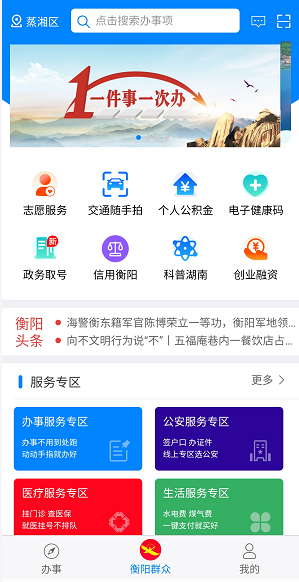 蒸湘区
点击搜索办事项
1一件事一次办
志愿服务 交通随手拍 个人公积金 电子健康码
新
政务取号 信用衡阳 科普湖南 创业融资
衡阳头条
海警衡东籍军官陈博荣立一等功，衡阳军地领...
向不文明行为说“不”丨五福庵巷内一餐饮店占...
服务专区 更多
办事服务专区
办事不用到处跑
动动手指就办好
公安服务专区
签户口 办证件
线上专区选公安
医疗服务专区
挂门诊 查医保
就医挂号不排队
生活服务专区
水电费 煤气费
一键支付就买好
办事 衡阳群众 我的